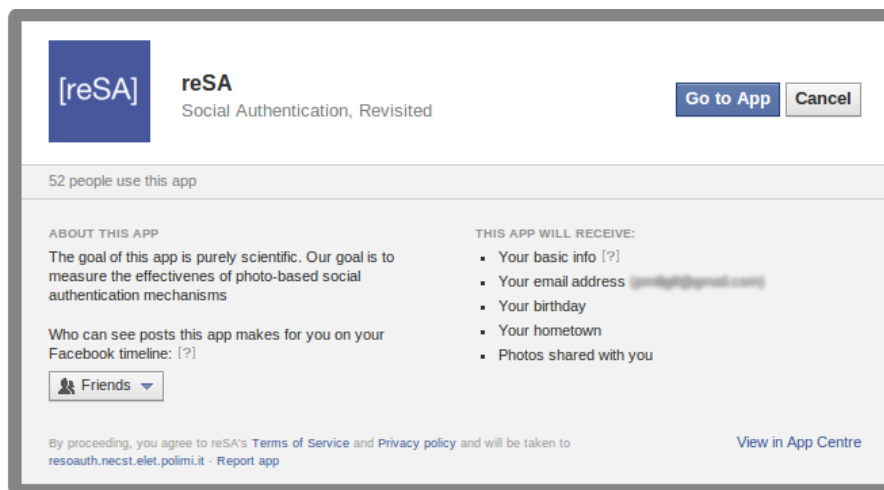 [reSA]
reSA
Social Authentication, Revisited
Go to App
Cancel
52 people use this app
ABOUT THIS APP
The goal of this app is purely scientific. Our goal is to
measure the effectivenes of photo-based social
authentication mechanisms
Who can see posts this app makes for you on your
Facebook timeline: [?]
Friends
THIS APP WILL RECEIVE:
Your basic info [?]
Your email address
Your birthday
Your hometown
Photos shared with you
By proceeding, you agree to reSA's Terms of Service and Privacy policy and will be taken to
resoauth.necst.elet.polimi.it · Report app
View in App Centre